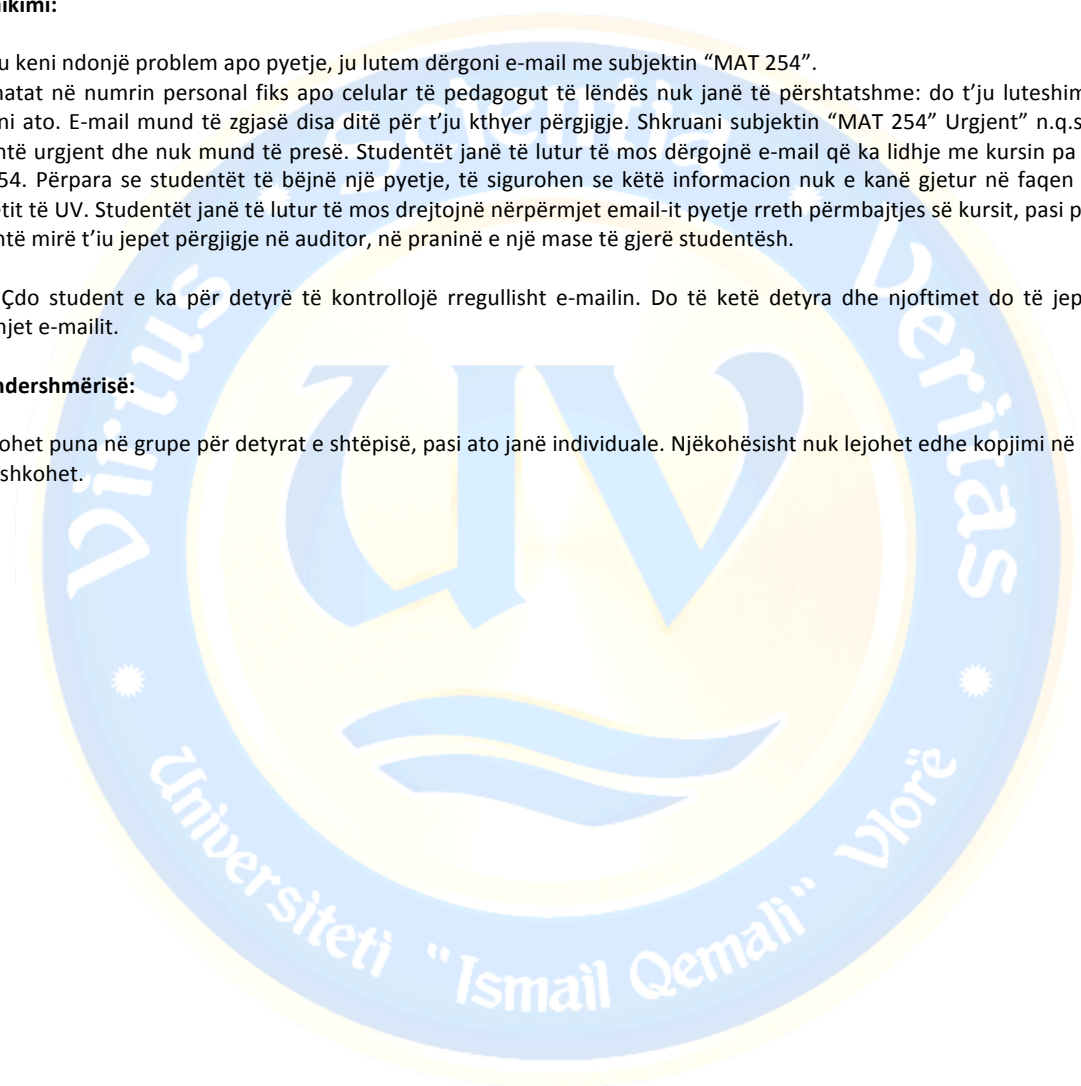 ikimi:
u keni ndonjë problem apo pyetje, ju lutem dërgoni e-mail me subjektin “MAT 254”.
natat në numrin personal fiks apo celular të pedagogut të lëndës nuk janë të përshtatshme: do t’ju luteshim
ni ato. E-mail mund të zgjasë disa ditë për t’ju kthyer përgjigje. Shkruani subjektin “MAT 254” Urgjent” n.q.s
ntë urgjent dhe nuk mund të presë. Studentët janë të lutur të mos dërgojnë e-mail që ka lidhje me kursin pa
54. Përpara se studentët të bëjnë një pyetje, të sigurohen se këtë informacion nuk e kanë gjetur në faqen
etit të UV. Studentët janë të lutur të mos drejtojnë nërpërmjet email-it pyetje rreth përmbajtjes së kursit, pasi p
ntë mirë t’iu jepet përgjigje në auditor, në praninë e një mase të gjerë studentësh.
Çdo student e ka për detyrë të kontrollojë rregullisht e-mailin. Do të ketë detyra dhe njoftimet do të jep
njet e-mailit.
ndershmërisë:
ohet puna në grupe për detyrat e shtëpisë, pasi ato janë individuale. Njëkohësisht nuk lejohet edhe kopjimi në
shkohet.
Virtus Scientia Veritas
UV
Universiteti “Ismail Qemali” Vlorë